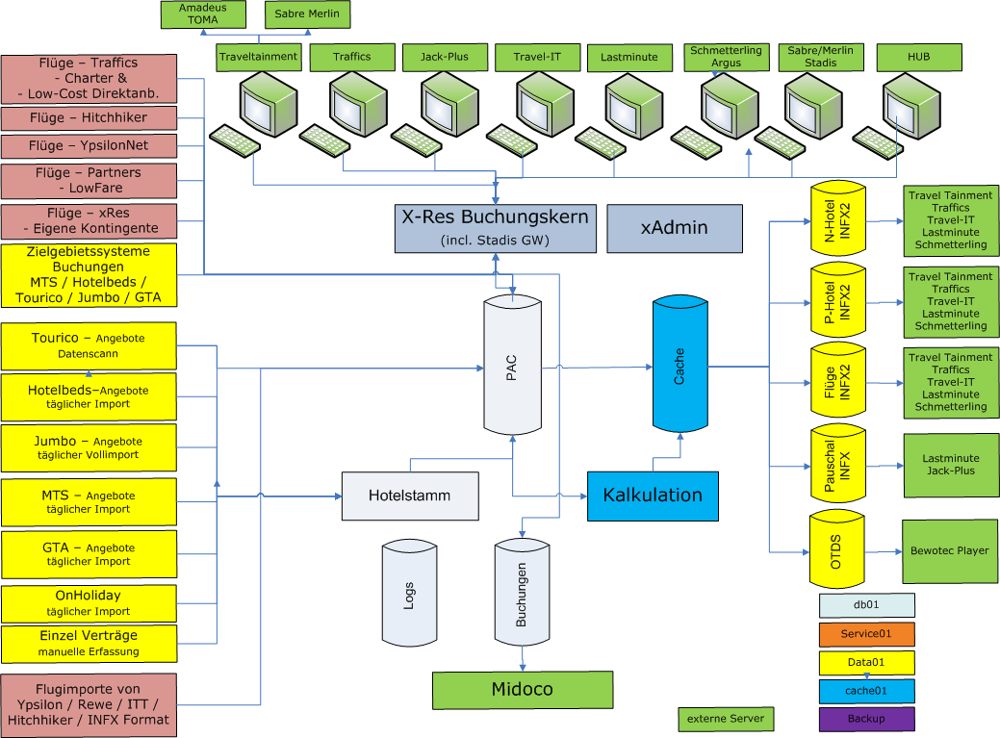 Amadeus
TOMA
Sabre Merlin
Traveltainment
Traffics
Jack-Plus
Travel-IT
Lastminute
Schmetterling
Argus
Sabre/Merlin
Stadis
HUB
Flüge – Traffics
- Charter &
- Low-Cost Direktanb.
Flüge – Hitchhiker
Flüge – YpsilonNet
Flüge – Partners
- LowFare
Flüge – xRes
- Eigene Kontingente
Zielgebietssysteme
Buchungen
MTS / Hotelbeds /
Tourico / Jumbo / GTA
X-Res Buchungskern
(incl. Stadis GW)
xAdmin
N-Hotel
INFX2
Travel Tainment
Traffics
Travel-IT
Lastminute
Schmetterling
P-Hotel
INFX2
Travel Tainment
Traffics
Travel-IT
Lastminute
Schmetterling
Flüge
INFX2
Travel Tainment
Traffics
Travel-IT
Lastminute
Schmetterling
Pauschal
INFX
Lastminute
Jack-Plus
OTDS
Bewotec Player
PAC
Cache
Tourico – Angebote
Datenscann
Hotelbeds–Angebote
täglicher Import
Jumbo – Angebote
täglicher Vollimport
MTS – Angebote
täglicher Import
GTA – Angebote
täglicher Import
OnHoliday
täglicher Import
Einzel Verträge
manuelle Erfassung
Flugimporte von
Ypsilon / Rewe / ITT /
Hitchhiker / INFX Format
Hotelstamm
Kalkulation
Logs
Buchungen
Midoco
db01
Service01
Data01
cache01
Backup
externe Server